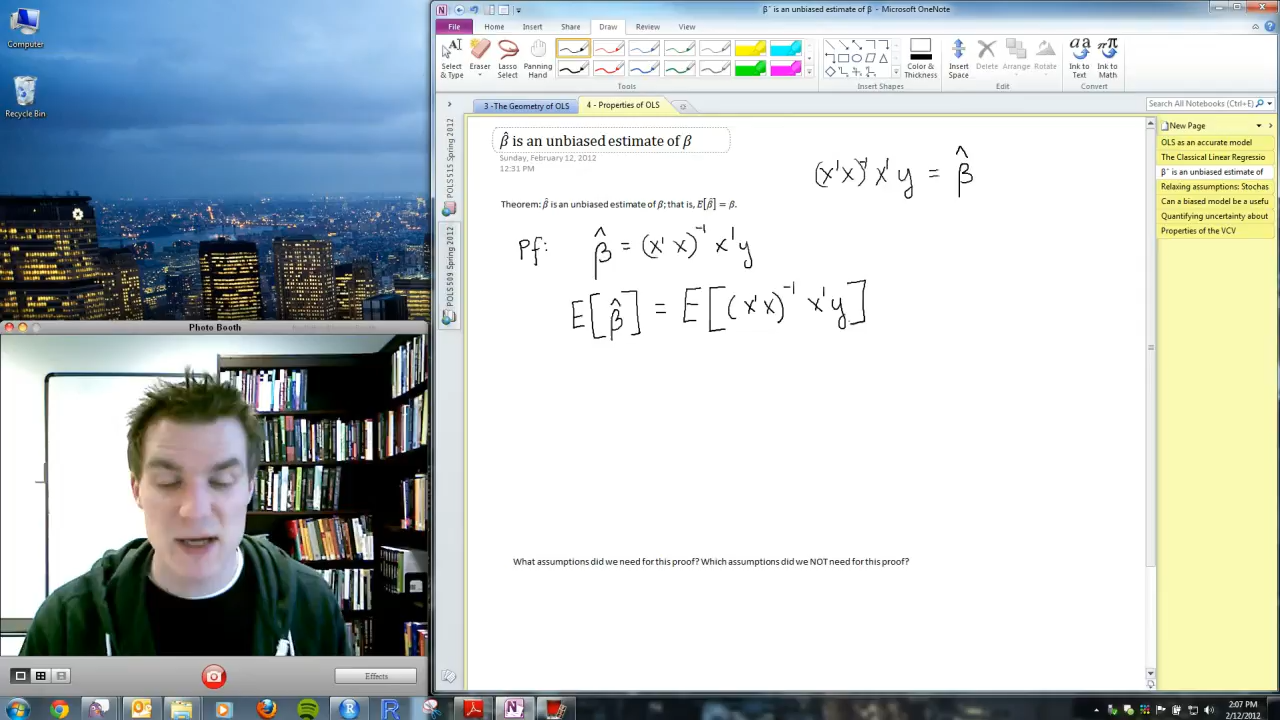 Computer
Recycle Bin
β^ is an unbiased estimate of β - Microsoft OneNote
File Home Insert Share Draw Review View
Select & Type
Eraser
Lasso Select
Panning Hand
Color & Thickness
Insert Space
Delete
Arrange
Rotate
Ink to Text
Ink to Math
Tools
Insert Shapes
Edit
Convert
3 -The Geometry of OLS
4 - Properties of OLS
Search All Notebooks (Ctrl+E)
POLS 515 Spring 2012
POLS 509 Spring 2012
New Page
OLS as an accurate model
The Classical Linear Regressio
β^ is an unbiased estimate of
Relaxing assumptions: Stochas
Can a biased model be a usefu
Quantifying uncertainty about
Properties of the VCV
β̂ is an unbiased estimate of β
Sunday, February 12, 2012
12:31 PM
(x'x)⁻¹ x'y = β̂
Theorem: β̂ is an unbiased estimate of β; that is, E[β̂] = β.
Pf: β̂ = (x'x)⁻¹ x'y
E[β̂] = E[(x'x)⁻¹ x'y]
What assumptions did we need for this proof? Which assumptions did we NOT need for this proof?
Photo Booth
Effects
2:07 PM
2/12/2012